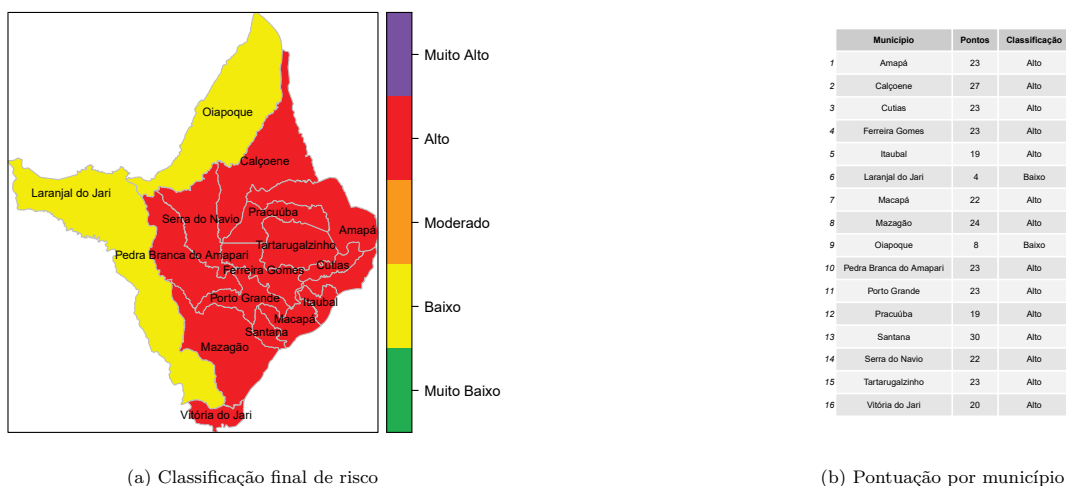 Muito Alto
Alto
Moderado
Baixo
Muito Baixo
Oiapoque
Calçoene
Laranjal do Jari
Serra do Navio
Pracuúba
Amapá
Tartarugalzinho
Pedra Branca do Amapari
Cutias
Ferreira Gomes
Porto Grande
Itaubal
Macapá
Santana
Mazagão
Vitória do Jari
(a) Classificação final de risco
Município Pontos Classificação
1 Amapá 23 Alto
2 Calçoene 27 Alto
3 Cutias 23 Alto
4 Ferreira Gomes 23 Alto
5 Itaubal 19 Alto
6 Laranjal do Jari 4 Baixo
7 Macapá 22 Alto
8 Mazagão 24 Alto
9 Oiapoque 8 Baixo
10 Pedra Branca do Amapari 23 Alto
11 Porto Grande 23 Alto
12 Pracuúba 19 Alto
13 Santana 30 Alto
14 Serra do Navio 22 Alto
15 Tartarugalzinho 23 Alto
16 Vitória do Jari 20 Alto
(b) Pontuação por município